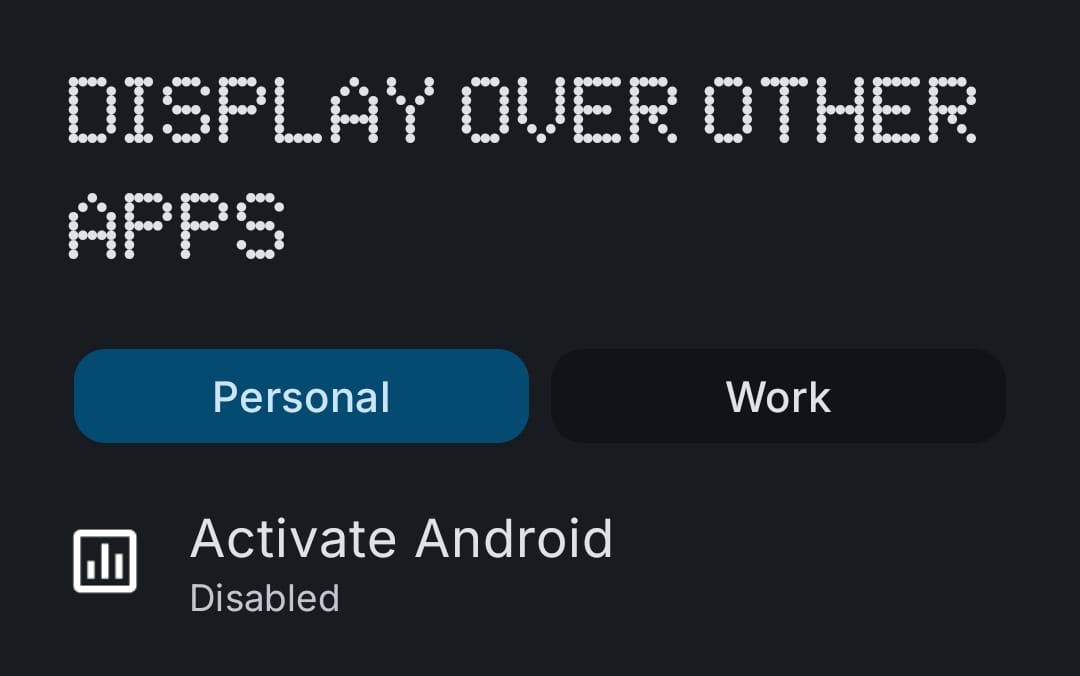 DISPLAY OVER OTHER
APPS
Personal
Work
Activate Android
Disabled